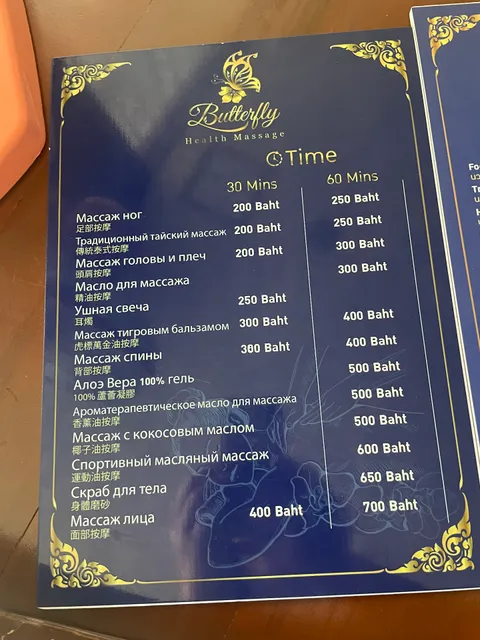 Butterfly
Health Massage
Time
30 Mins 60 Mins
Массаж ног 200 Baht 250 Baht
足部按摩
Традиционный тайский массаж 200 Baht 250 Baht
傳統泰式按摩
Массаж головы и плеч 200 Baht 300 Baht
頭肩按摩
Масло для массажа 300 Baht
精油按摩
Ушная свеча 250 Baht
耳燭
Массаж тигровым бальзамом 300 Baht 400 Baht
虎標萬金油按摩
Массаж спины 300 Baht 400 Baht
背部按摩
Алоэ Вера 100% гель 500 Baht
100% 蘆薈凝膠
Ароматерапевтическое масло для массажа 500 Baht
香薰油按摩
Массаж с кокосовым маслом 500 Baht
椰子油按摩
Спортивный масляный массаж 600 Baht
運動油按摩
Скраб для тела 650 Baht
身體磨砂
Массаж лица 400 Baht 700 Baht
面部按摩